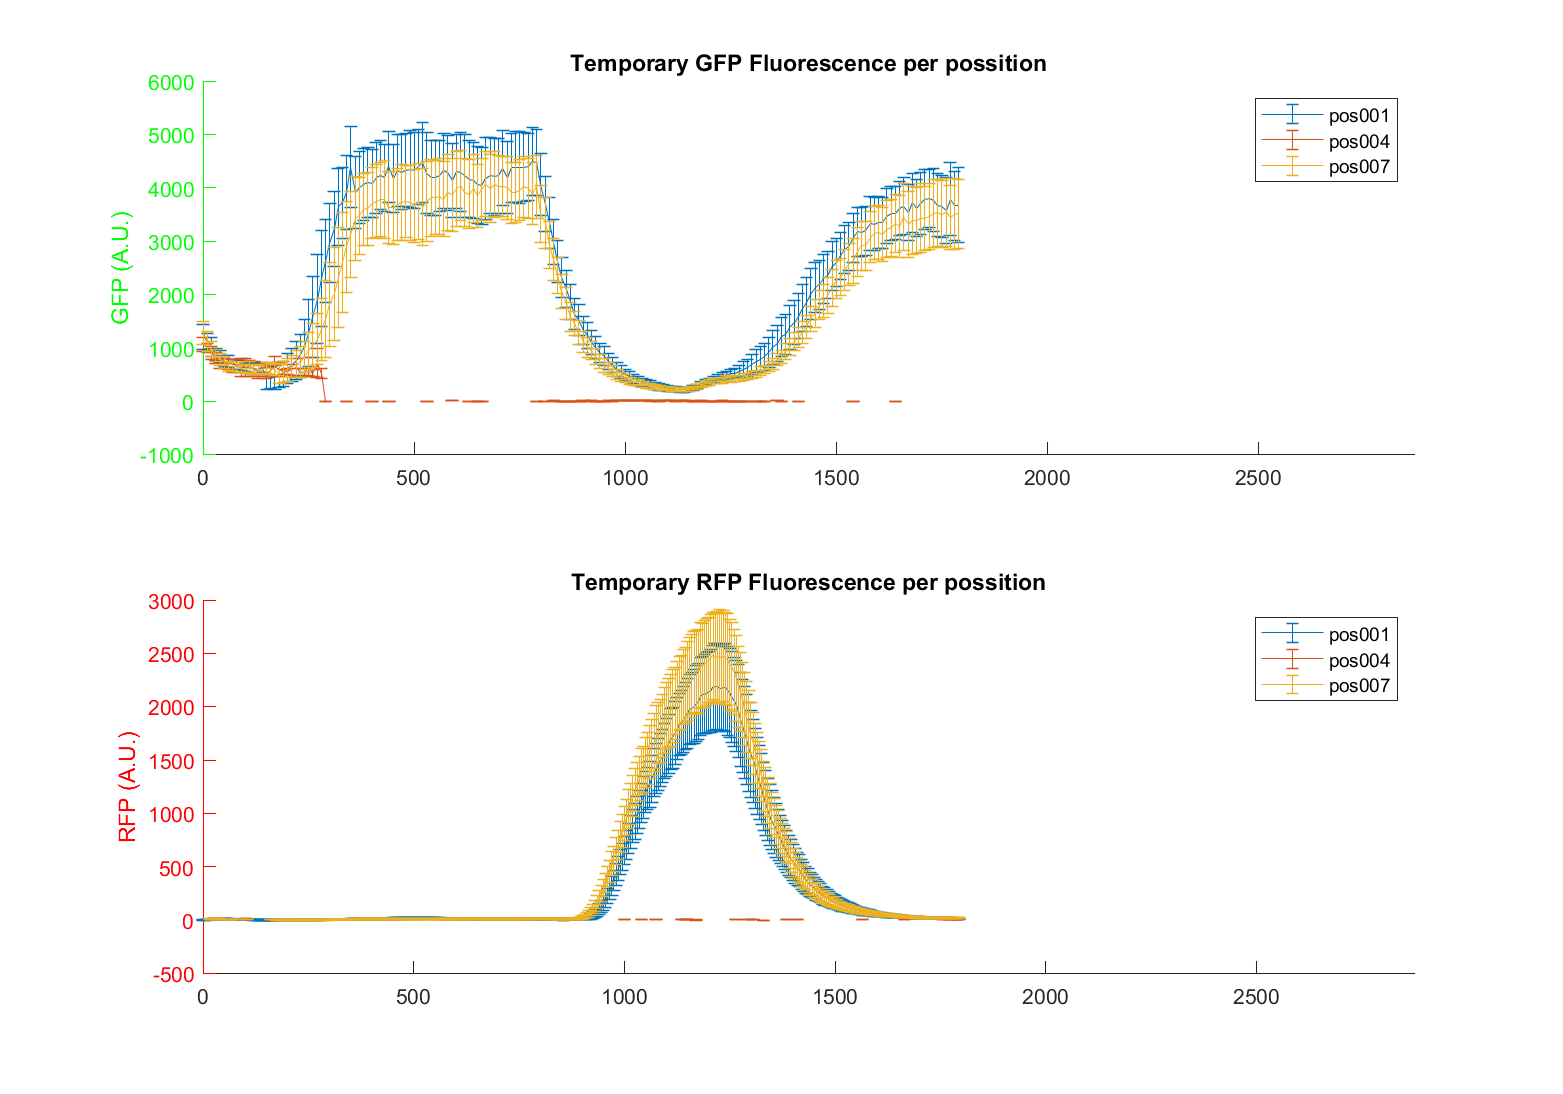 Temporary GFP Fluorescence per possition
GFP (A.U.)
6000
5000
4000
3000
2000
1000
0
-1000
0 500 1000 1500 2000 2500
pos001
pos004
pos007
Temporary RFP Fluorescence per possition
RFP (A.U.)
3000
2500
2000
1500
1000
500
0
-500
0 500 1000 1500 2000 2500
pos001
pos004
pos007